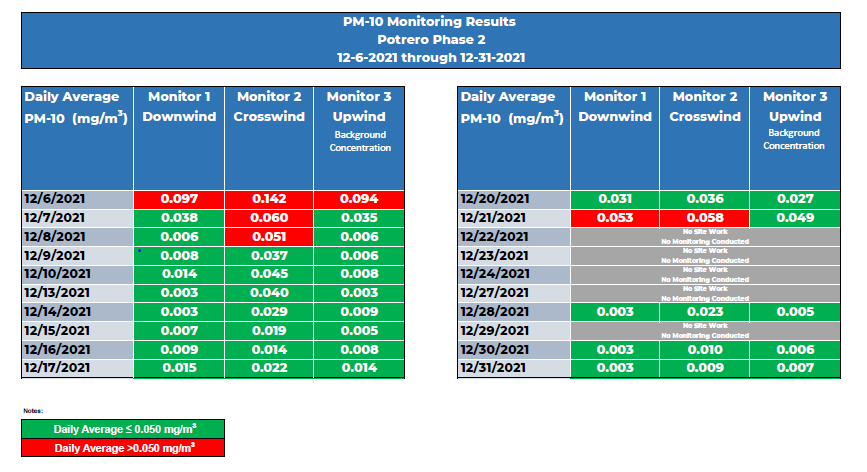 PM-10 Monitoring Results
Potrero Phase 2
12-6-2021 through 12-31-2021
Daily Average PM-10 (mg/m³) Monitor 1 Downwind Monitor 2 Crosswind Monitor 3 Upwind Background Concentration
12/6/2021 0.097 0.142 0.094
12/7/2021 0.038 0.060 0.035
12/8/2021 0.006 0.051 0.006
12/9/2021 0.008 0.037 0.006
12/10/2021 0.014 0.045 0.008
12/13/2021 0.003 0.040 0.003
12/14/2021 0.003 0.029 0.009
12/15/2021 0.007 0.019 0.005
12/16/2021 0.009 0.014 0.008
12/17/2021 0.015 0.022 0.014
Daily Average PM-10 (mg/m³) Monitor 1 Downwind Monitor 2 Crosswind Monitor 3 Upwind Background Concentration
12/20/2021 0.031 0.036 0.027
12/21/2021 0.053 0.058 0.049
12/22/2021 No Site Work No Monitoring Conducted
12/23/2021 No Site Work No Monitoring Conducted
12/24/2021 No Site Work No Monitoring Conducted
12/27/2021 No Site Work No Monitoring Conducted
12/28/2021 0.003 0.023 0.005
12/29/2021 No Site Work No Monitoring Conducted
12/30/2021 0.003 0.010 0.006
12/31/2021 0.003 0.009 0.007
Notes:
Daily Average ≤ 0.050 mg/m³
Daily Average >0.050 mg/m³